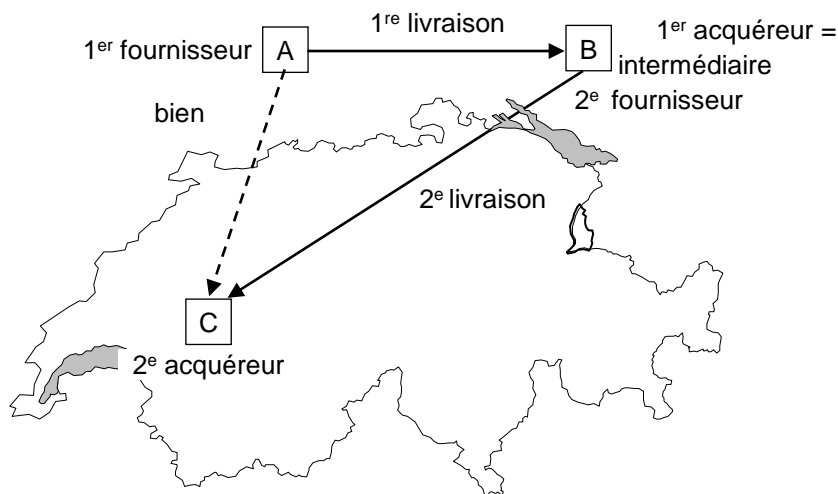 1er fournisseur
A
1re livraison
B
1er acquéreur =
intermédiaire
2e fournisseur
bien
2e livraison
C
2e acquéreur